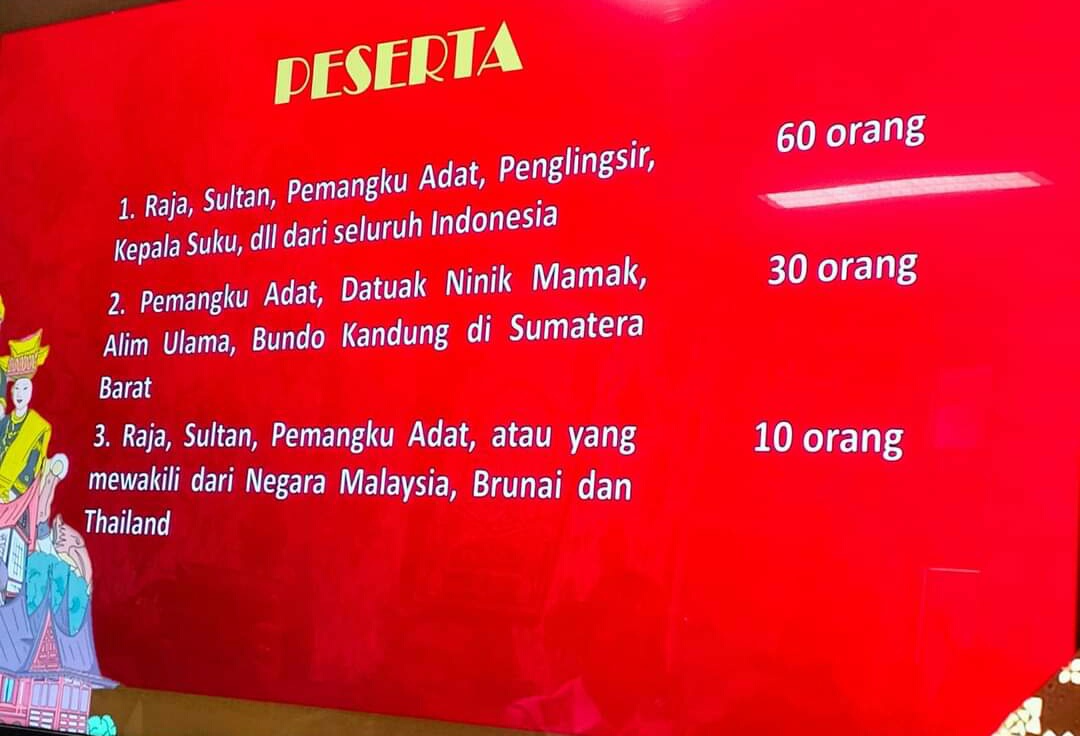 PESERTA
1. Raja, Sultan, Pemangku Adat, Penglingsir,
Kepala Suku, dll dari seluruh Indonesia
60 orang
2. Pemangku Adat, Datuak Ninik Mamak,
Alim Ulama, Bundo Kandung di Sumatera
Barat
30 orang
3. Raja, Sultan, Pemangku Adat, atau yang
mewakili dari Negara Malaysia, Brunai dan
Thailand
10 orang